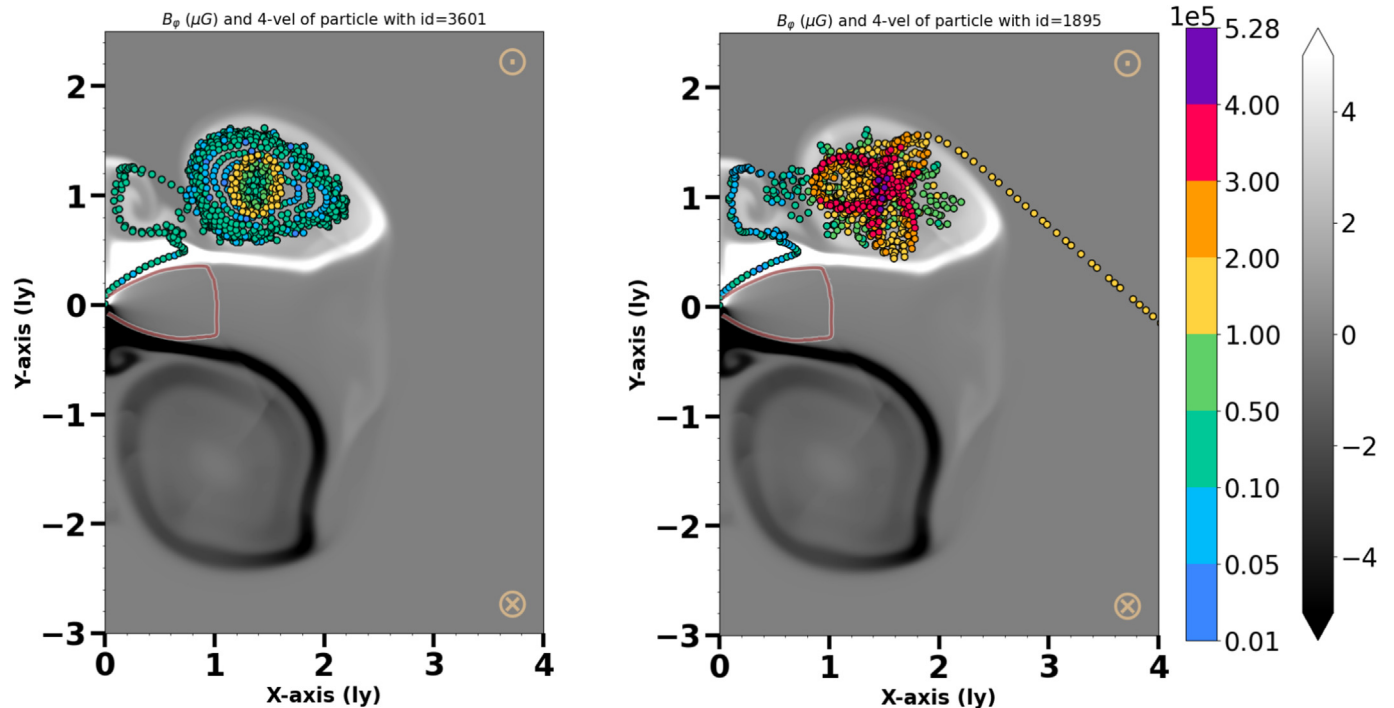 B_φ (μG) and 4-vel of particle with id=3601
2
1
0
−1
−2
−3
0 1 2 3 4
Y-axis (ly)
X-axis (ly)
B_φ (μG) and 4-vel of particle with id=1895
2
1
0
−1
−2
−3
0 1 2 3 4
Y-axis (ly)
X-axis (ly)
1e5
5.28
4.00
3.00
2.00
1.00
0.50
0.10
0.05
0.01
4
2
0
−2
−4